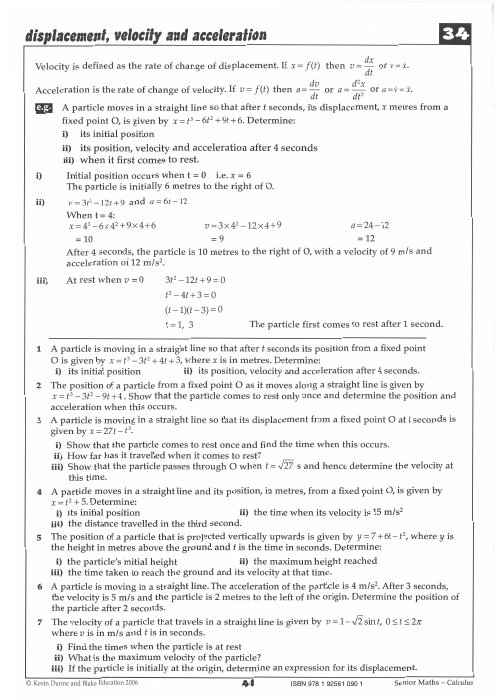 displacement, velocity and acceleration 34
Velocity is defined as the rate of change of displacement. If x = f(t) then v = dx/dt or v = ẋ.
Acceleration is the rate of change of velocity. If v = f(t) then a = dv/dt or a = d²x/dt² or a = v̇ = ẍ.
e.g. A particle moves in a straight line so that after t seconds, its displacement, x metres from a
fixed point O, is given by x = t³ – 6t² + 9t + 6. Determine:
i) its initial position
ii) its position, velocity and acceleration after 4 seconds
iii) when it first comes to rest.
i) Initial position occurs when t = 0 i.e. x = 6
The particle is initially 6 metres to the right of O.
ii) v = 3t² – 12t + 9 and a = 6t – 12
When t = 4:
x = 4³ – 6×4² + 9×4 + 6 v = 3×4² – 12×4 + 9 a = 24 – 12
= 10 = 9 = 12
After 4 seconds, the particle is 10 metres to the right of O, with a velocity of 9 m/s and
acceleration of 12 m/s².
iii) At rest when v = 0 3t² – 12t + 9 = 0
t² – 4t + 3 = 0
(t – 1)(t – 3) = 0
t = 1, 3 The particle first comes to rest after 1 second.
1 A particle is moving in a straight line so that after t seconds its position from a fixed point
O is given by x = t³ – 3t² + 4t + 3, where x is in metres. Determine:
i) its initial position ii) its position, velocity and acceleration after 4 seconds.
2 The position of a particle from a fixed point O as it moves along a straight line is given by
x = t³ – 3t² – 9t + 4. Show that the particle comes to rest only once and determine the position and
acceleration when this occurs.
3 A particle is moving in a straight line so that its displacement from a fixed point O at t seconds is
given by x = 27t – t³.
i) Show that the particle comes to rest once and find the time when this occurs.
ii) How far has it travelled when it comes to rest?
iii) Show that the particle passes through O when t = √27 s and hence determine the velocity at
this time.
4 A particle moves in a straight line and its position, in metres, from a fixed point O, is given by
x = t² + 5. Determine:
i) its initial position ii) the time when its velocity is 15 m/s²
iii) the distance travelled in the third second.
5 The position of a particle that is projected vertically upwards is given by y = 7 + 6t – t², where y is
the height in metres above the ground and t is the time in seconds. Determine:
i) the particle's initial height ii) the maximum height reached
iii) the time taken to reach the ground and its velocity at that time.
6 A particle is moving in a straight line. The acceleration of the particle is 4 m/s². After 3 seconds,
the velocity is 5 m/s and the particle is 2 metres to the left of the origin. Determine the position of
the particle after 2 seconds.
7 The velocity of a particle that travels in a straight line is given by v = 1 – √2 sin t, 0 ≤ t ≤ 2π
where v is in m/s and t is in seconds.
i) Find the times when the particle is at rest
ii) What is the maximum velocity of the particle?
iii) If the particle is initially at the origin, determine an expression for its displacement.
© Kevin Dunne and Blake Education 2006 41 ISBN 978 1 92561 090 1 Senior Maths – Calculus